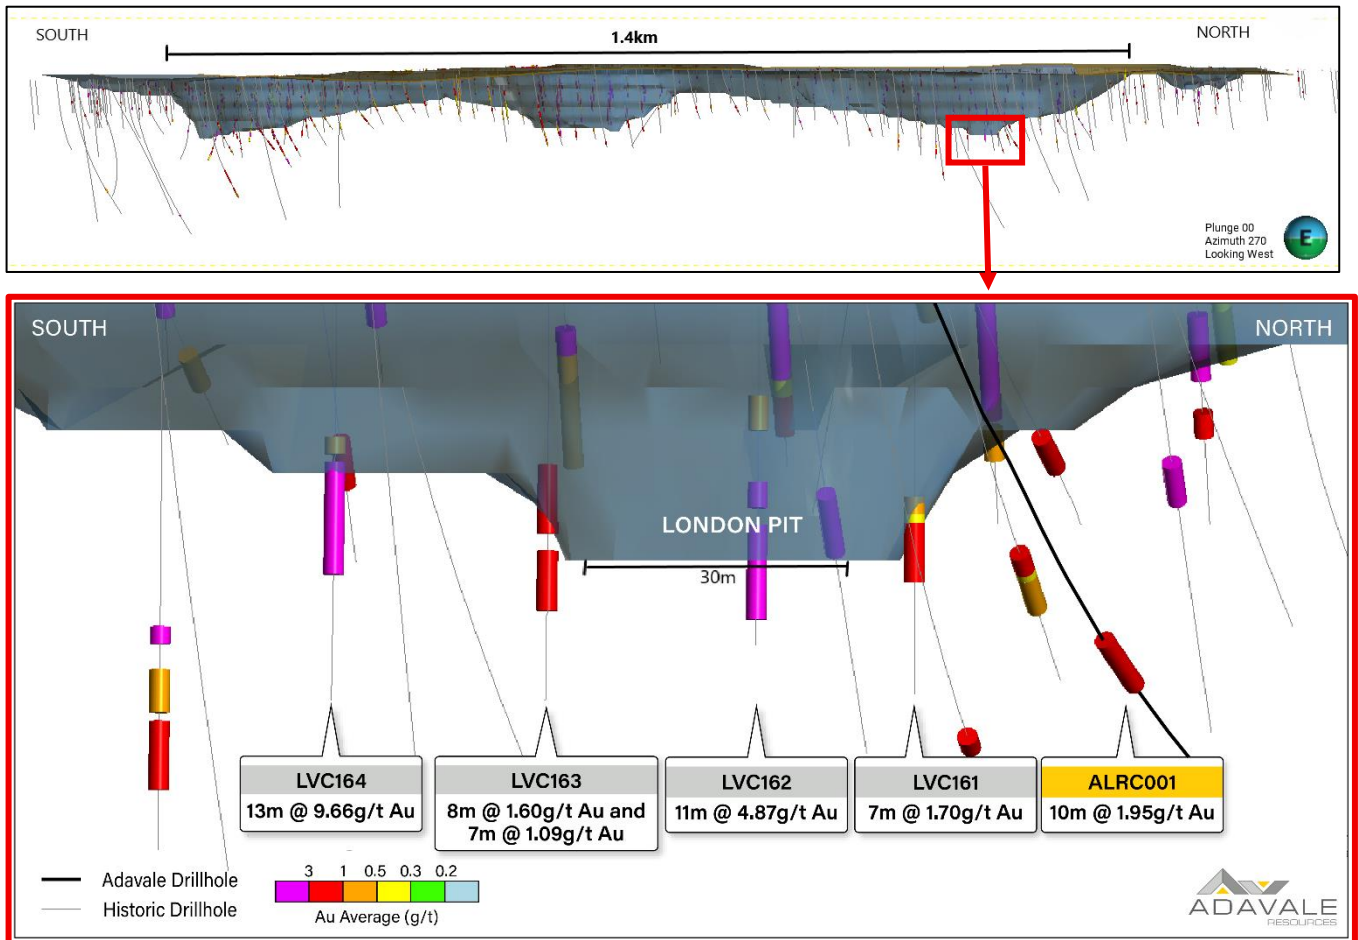 SOUTH
1.4km
NORTH
Plunge 00
Azimuth 270
Looking West
E
SOUTH
NORTH
LONDON PIT
30m
LVC164
13m @ 9.66g/t Au
LVC163
8m @ 1.60g/t Au and
7m @ 1.09g/t Au
LVC162
11m @ 4.87g/t Au
LVC161
7m @ 1.70g/t Au
ALRC001
10m @ 1.95g/t Au
Adavale Drillhole
Historic Drillhole
3 1 0.5 0.3 0.2
Au Average (g/t)
ADAVALE
RESOURCES